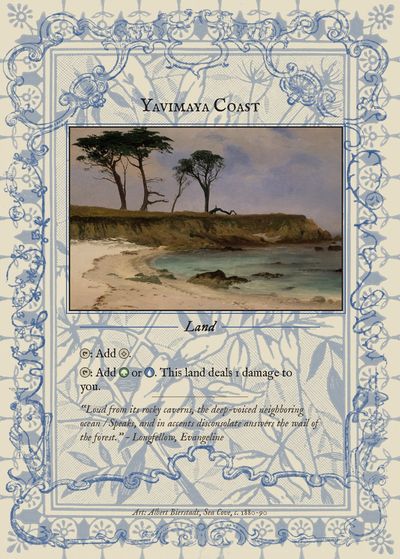 Yavimaya Coast
Land
: Add .
: Add or . This land deals 1 damage to
you.
"Loud from its rocky caverns, the deep-voiced neighboring
ocean / Speaks, and in accents disconsolate answers the wail of
the forest." - Longfellow, Evangeline
Art: Albert Bierstadt, Sea Cove, c. 1880-90